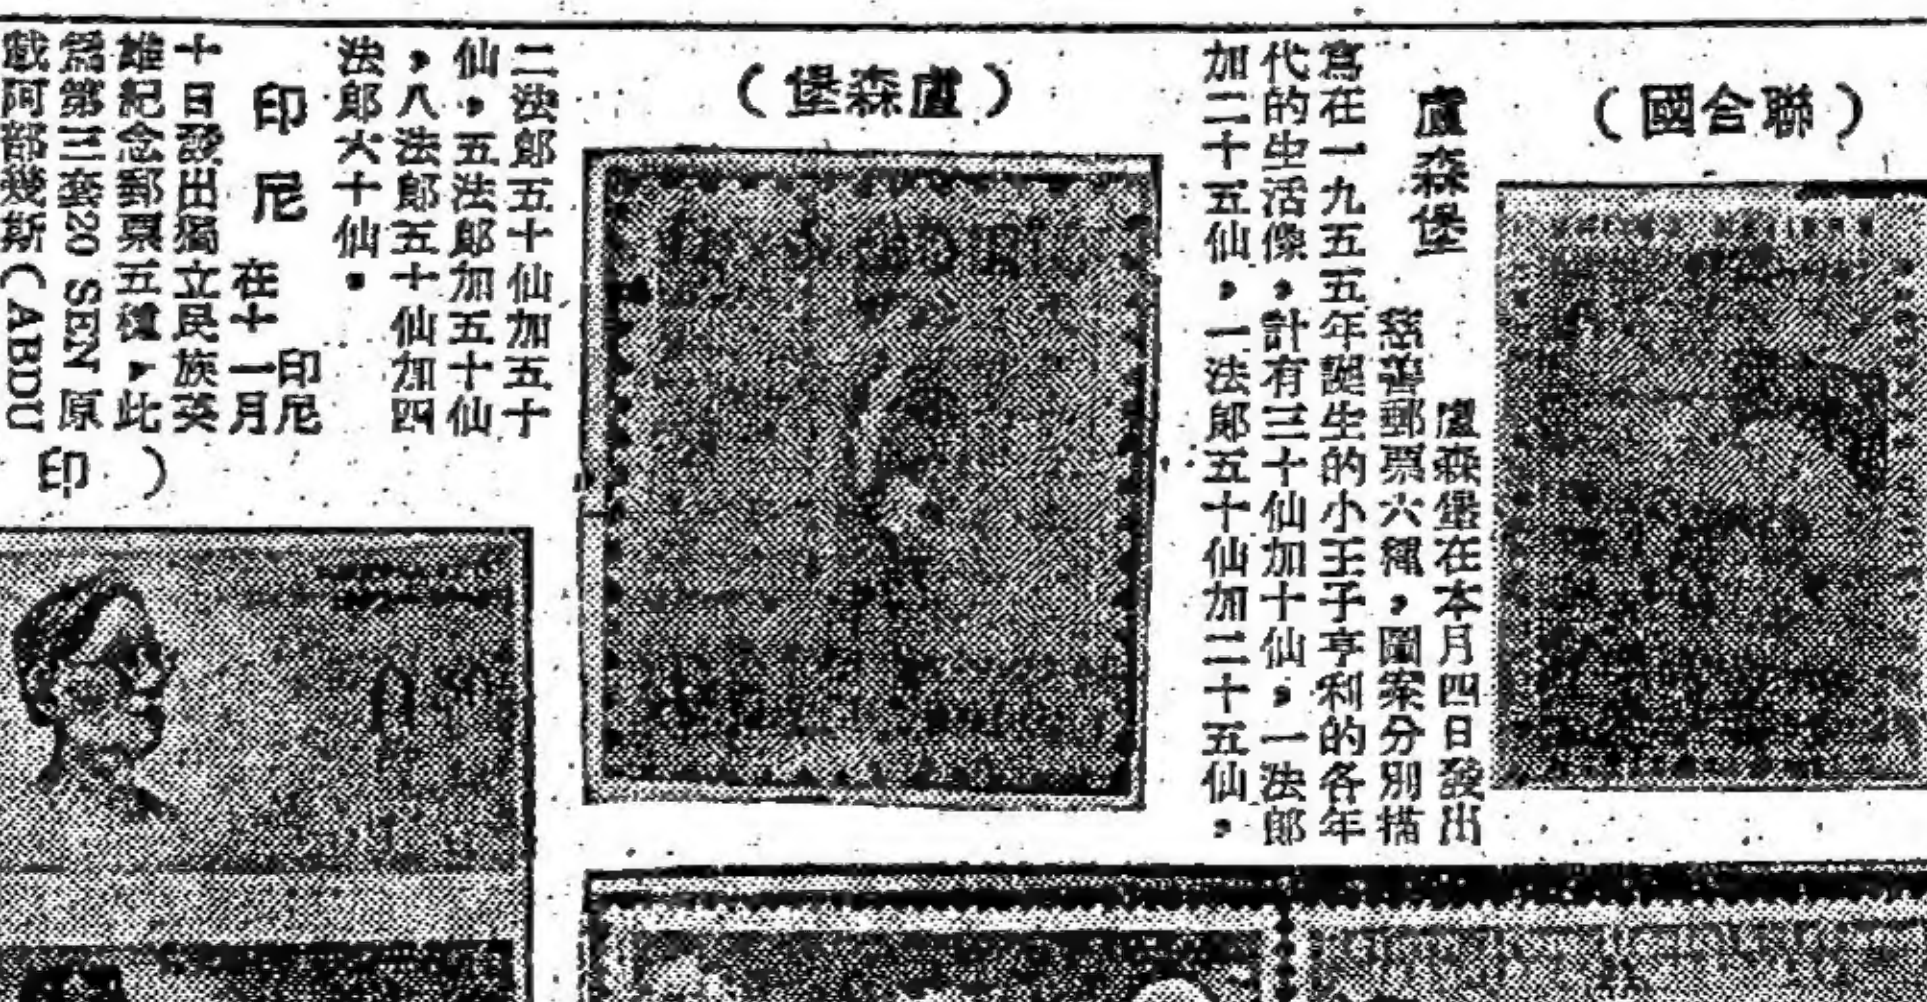 （聯合國）
盧森堡
盧森堡在本月四日發出
慈善郵票六種，圖案分別描
寫在一九五五年誕生的小王子亨利的各年
代的生活像，計有三十仙加十仙，一法郎
加二十五仙，一法郎五十仙加二十五仙，
（盧森堡）
二法郎五十仙加五十
仙，五法郎加五十仙
，八法郎五十仙加四
法郎六十仙。
印尼
印尼
在十一月
十日發出獨立民族英
雄紀念郵票五種，此
爲第三套20 SEN 原
戲阿部幾斯（ABDU
（印